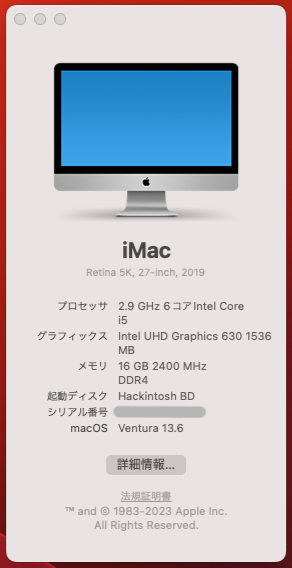 iMac
Retina 5K, 27-inch, 2019
プロセッサ 2.9 GHz 6コアIntel Core
i5
グラフィックス Intel UHD Graphics 630 1536
MB
メモリ 16 GB 2400 MHz
DDR4
起動ディスク Hackintosh BD
シリアル番号
macOS Ventura 13.6
詳細情報...
法規証明書
™ and © 1983-2023 Apple Inc.
All Rights Reserved.